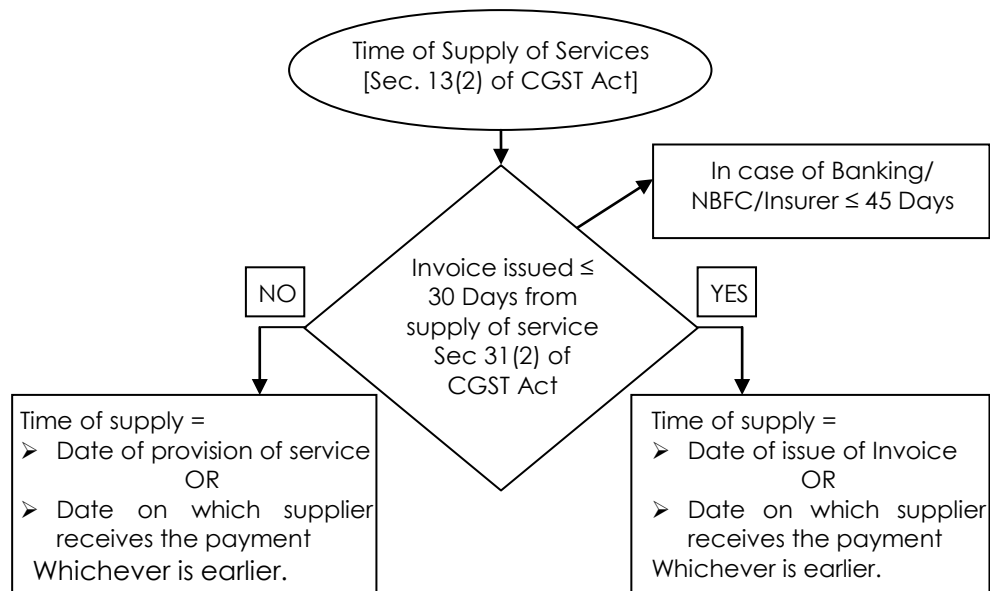 Time of Supply of Services
[Sec. 13(2) of CGST Act]
In case of Banking/
NBFC/Insurer ≤ 45 Days
Invoice issued ≤
30 Days from
supply of service
Sec 31(2) of
CGST Act
NO
YES
Time of supply =
➢ Date of provision of service
OR
➢ Date on which supplier
receives the payment
Whichever is earlier.
Time of supply =
➢ Date of issue of Invoice
OR
➢ Date on which supplier
receives the payment
Whichever is earlier.